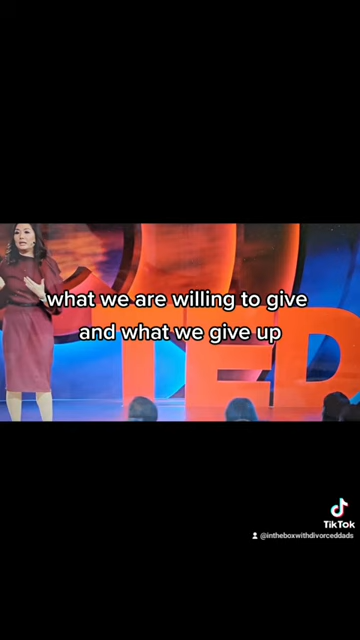 what we are willing to give
and what we give up
TED
TikTok
@intheboxwithdivorceddads